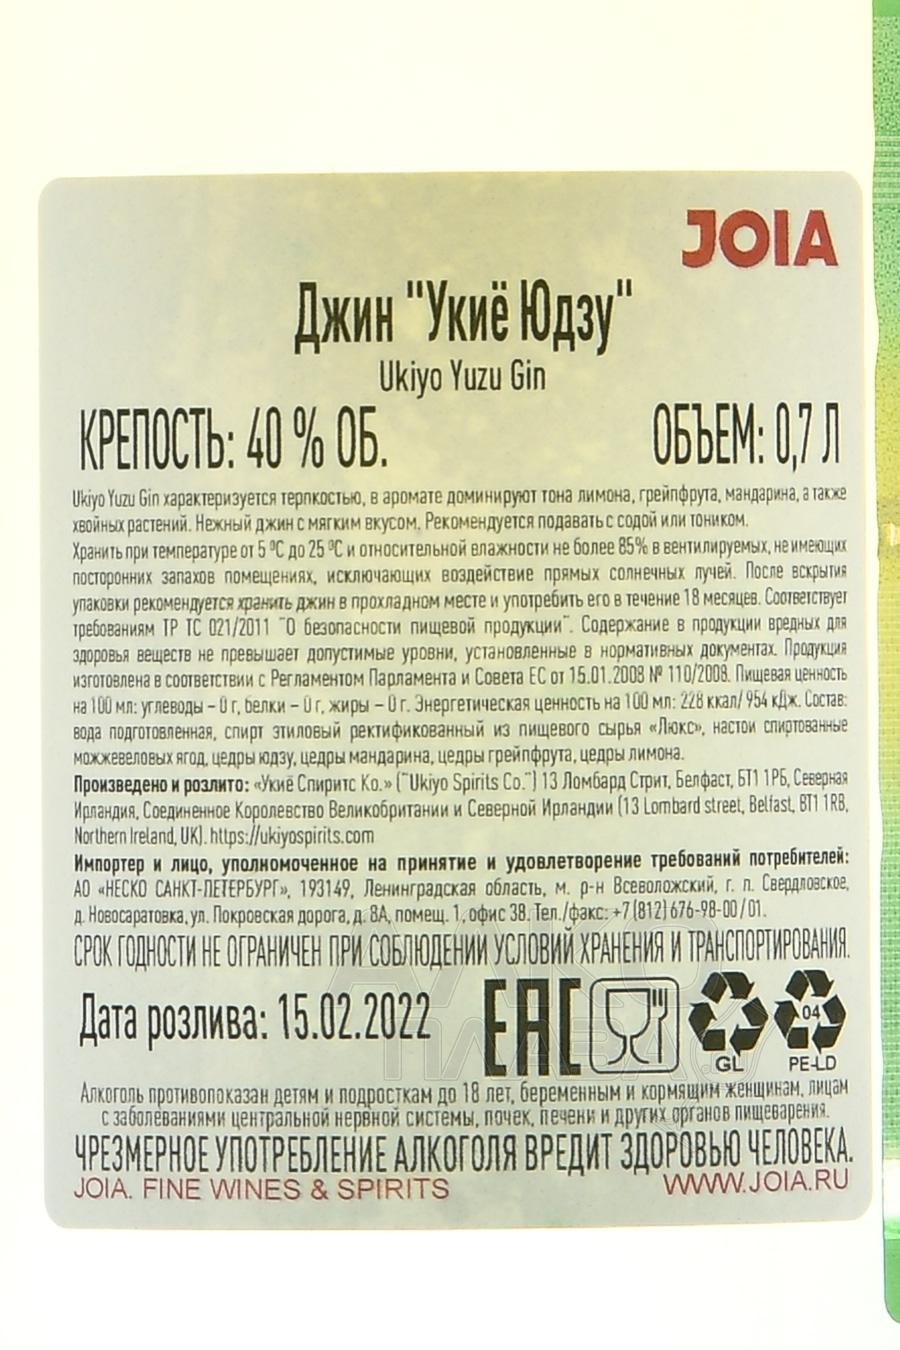 JOIA
Джин "Укиё Юдзу"
Ukiyo Yuzu Gin
КРЕПОСТЬ: 40 % ОБ. ОБЪЕМ: 0,7 Л
Ukiyo Yuzu Gin характеризуется терпкостью, в аромате доминируют тона лимона, грейпфрута, мандарина, а также
хвойных растений. Нежный джин с мягким вкусом. Рекомендуется подавать с содой или тоником.
Хранить при температуре от 5 ºС до 25 ºС и относительной влажности не более 85% в вентилируемых, не имеющих
посторонних запахов помещениях, исключающих воздействие прямых солнечных лучей. После вскрытия
упаковки рекомендуется хранить джин в прохладном месте и употребить его в течение 18 месяцев. Соответствует
требованиям ТР ТС 021/2011 "О безопасности пищевой продукции". Содержание в продукции вредных для
здоровья веществ не превышает допустимые уровни, установленные в нормативных документах. Продукция
изготовлена в соответствии с Регламентом Парламента и Совета ЕС от 15.01.2008 № 110/2008. Пищевая ценность
на 100 мл: углеводы – 0 г, белки – 0 г, жиры – 0 г. Энергетическая ценность на 100 мл: 228 ккал/ 954 кДж. Состав:
вода подготовленная, спирт этиловый ректификованный из пищевого сырья «Люкс», настои спиртованные
можжевеловых ягод, цедры юдзу, цедры мандарина, цедры грейпфрута, цедры лимона.
Произведено и розлито: «Укиё Спиритс Ко.» ("Ukiyo Spirits Co.") 13 Ломбард Стрит, Белфаст, БТ1 1РБ, Северная
Ирландия, Соединенное Королевство Великобритании и Северной Ирландии (13 Lombard street, Belfast, BT1 1RB,
Northern Ireland, UK). https://ukiyospirits.com
Импортер и лицо, уполномоченное на принятие и удовлетворение требований потребителей:
АО «НЕСКО САНКТ-ПЕТЕРБУРГ», 193149, Ленинградская область, м. р-н Всеволожский, г. п. Свердловское,
д. Новосаратовка, ул. Покровская дорога, д. 8А, помещ. 1, офис 38. Тел./факс: +7 (812) 676-98-00 / 01.
СРОК ГОДНОСТИ НЕ ОГРАНИЧЕН ПРИ СОБЛЮДЕНИИ УСЛОВИЙ ХРАНЕНИЯ И ТРАНСПОРТИРОВАНИЯ.
Дата розлива: 15.02.2022 EAC GL 04 PE-LD
Алкоголь противопоказан детям и подросткам до 18 лет, беременным и кормящим женщинам, лицам
с заболеваниями центральной нервной системы, почек, печени и других органов пищеварения.
ЧРЕЗМЕРНОЕ УПОТРЕБЛЕНИЕ АЛКОГОЛЯ ВРЕДИТ ЗДОРОВЬЮ ЧЕЛОВЕКА.
JOIA. FINE WINES & SPIRITS WWW.JOIA.RU